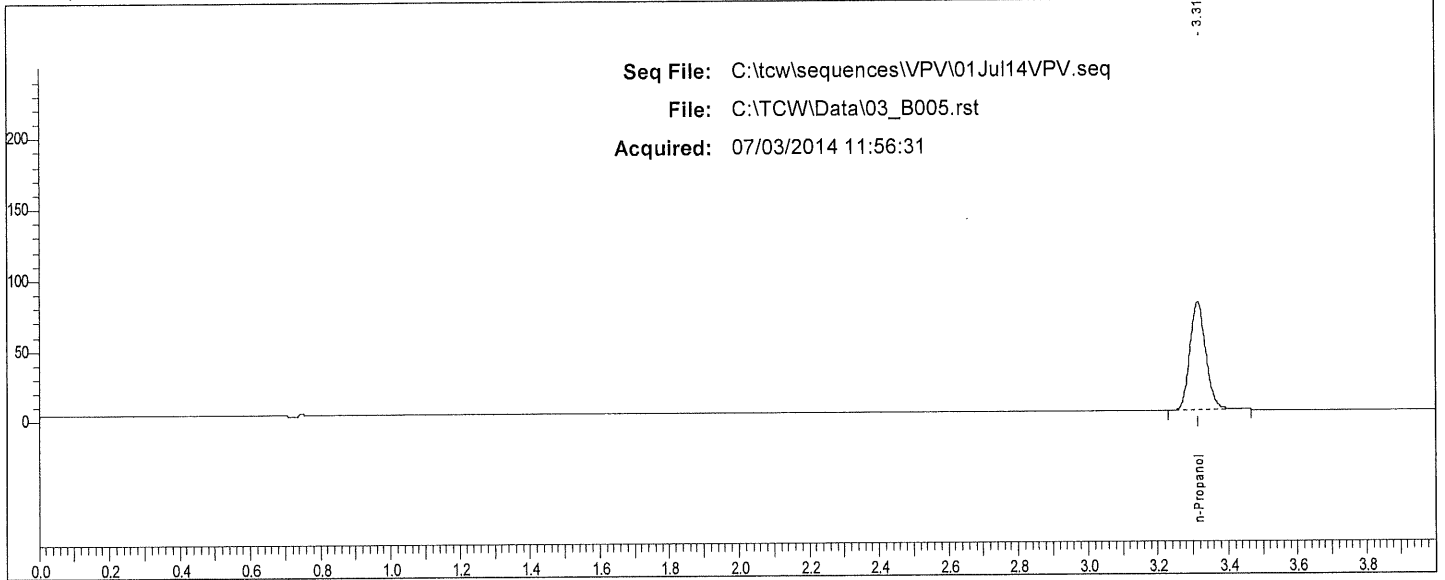 - 3.31
Seq File: C:\tcw\sequences\VPV\01Jul14VPV.seq
File: C:\TCW\Data\03_B005.rst
Acquired: 07/03/2014 11:56:31
200
150
100
50
0
n-Propanol
0.0 0.2 0.4 0.6 0.8 1.0 1.2 1.4 1.6 1.8 2.0 2.2 2.4 2.6 2.8 3.0 3.2 3.4 3.6 3.8